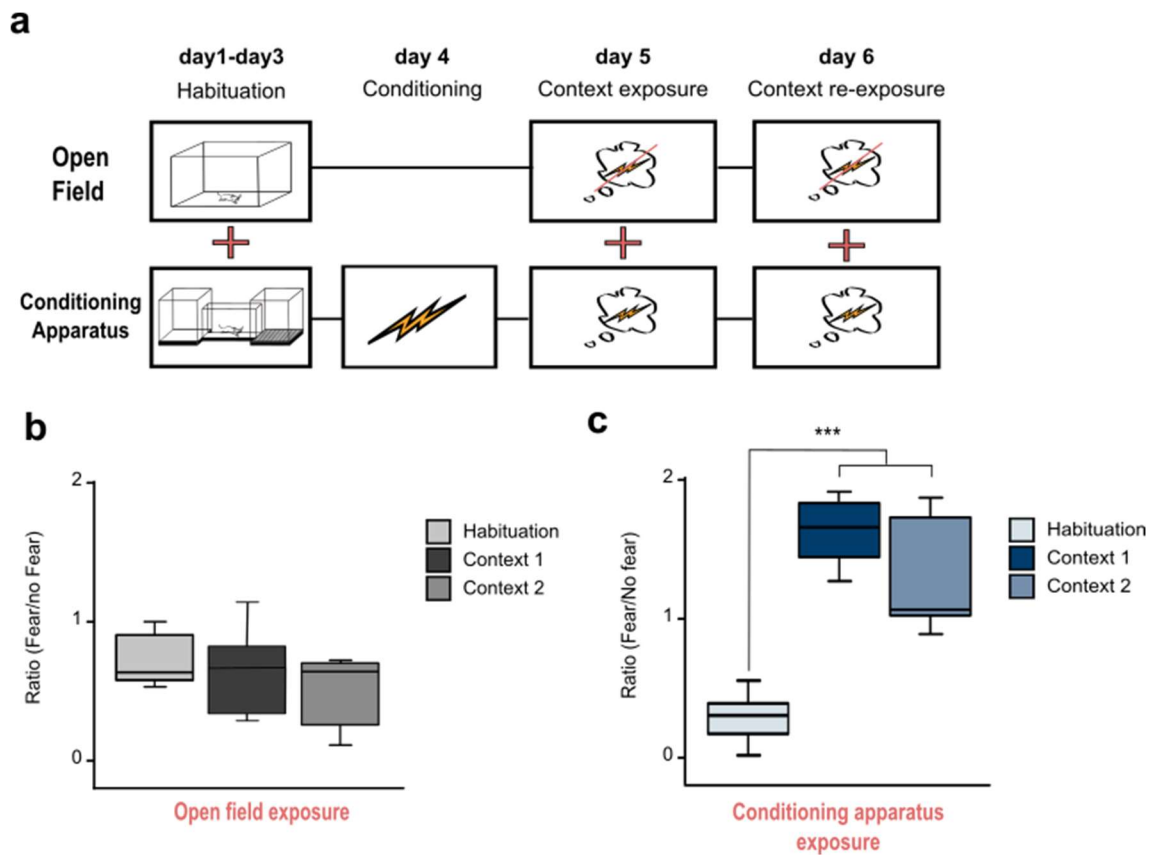 a
day1-day3
Habituation
day 4
Conditioning
day 5
Context exposure
day 6
Context re-exposure
Open
Field
Conditioning
Apparatus
b
2
1
0
Ratio (Fear/no Fear)
Habituation
Context 1
Context 2
Open field exposure
c
***
2
1
0
Ratio (Fear/No fear)
Habituation
Context 1
Context 2
Conditioning apparatus
exposure